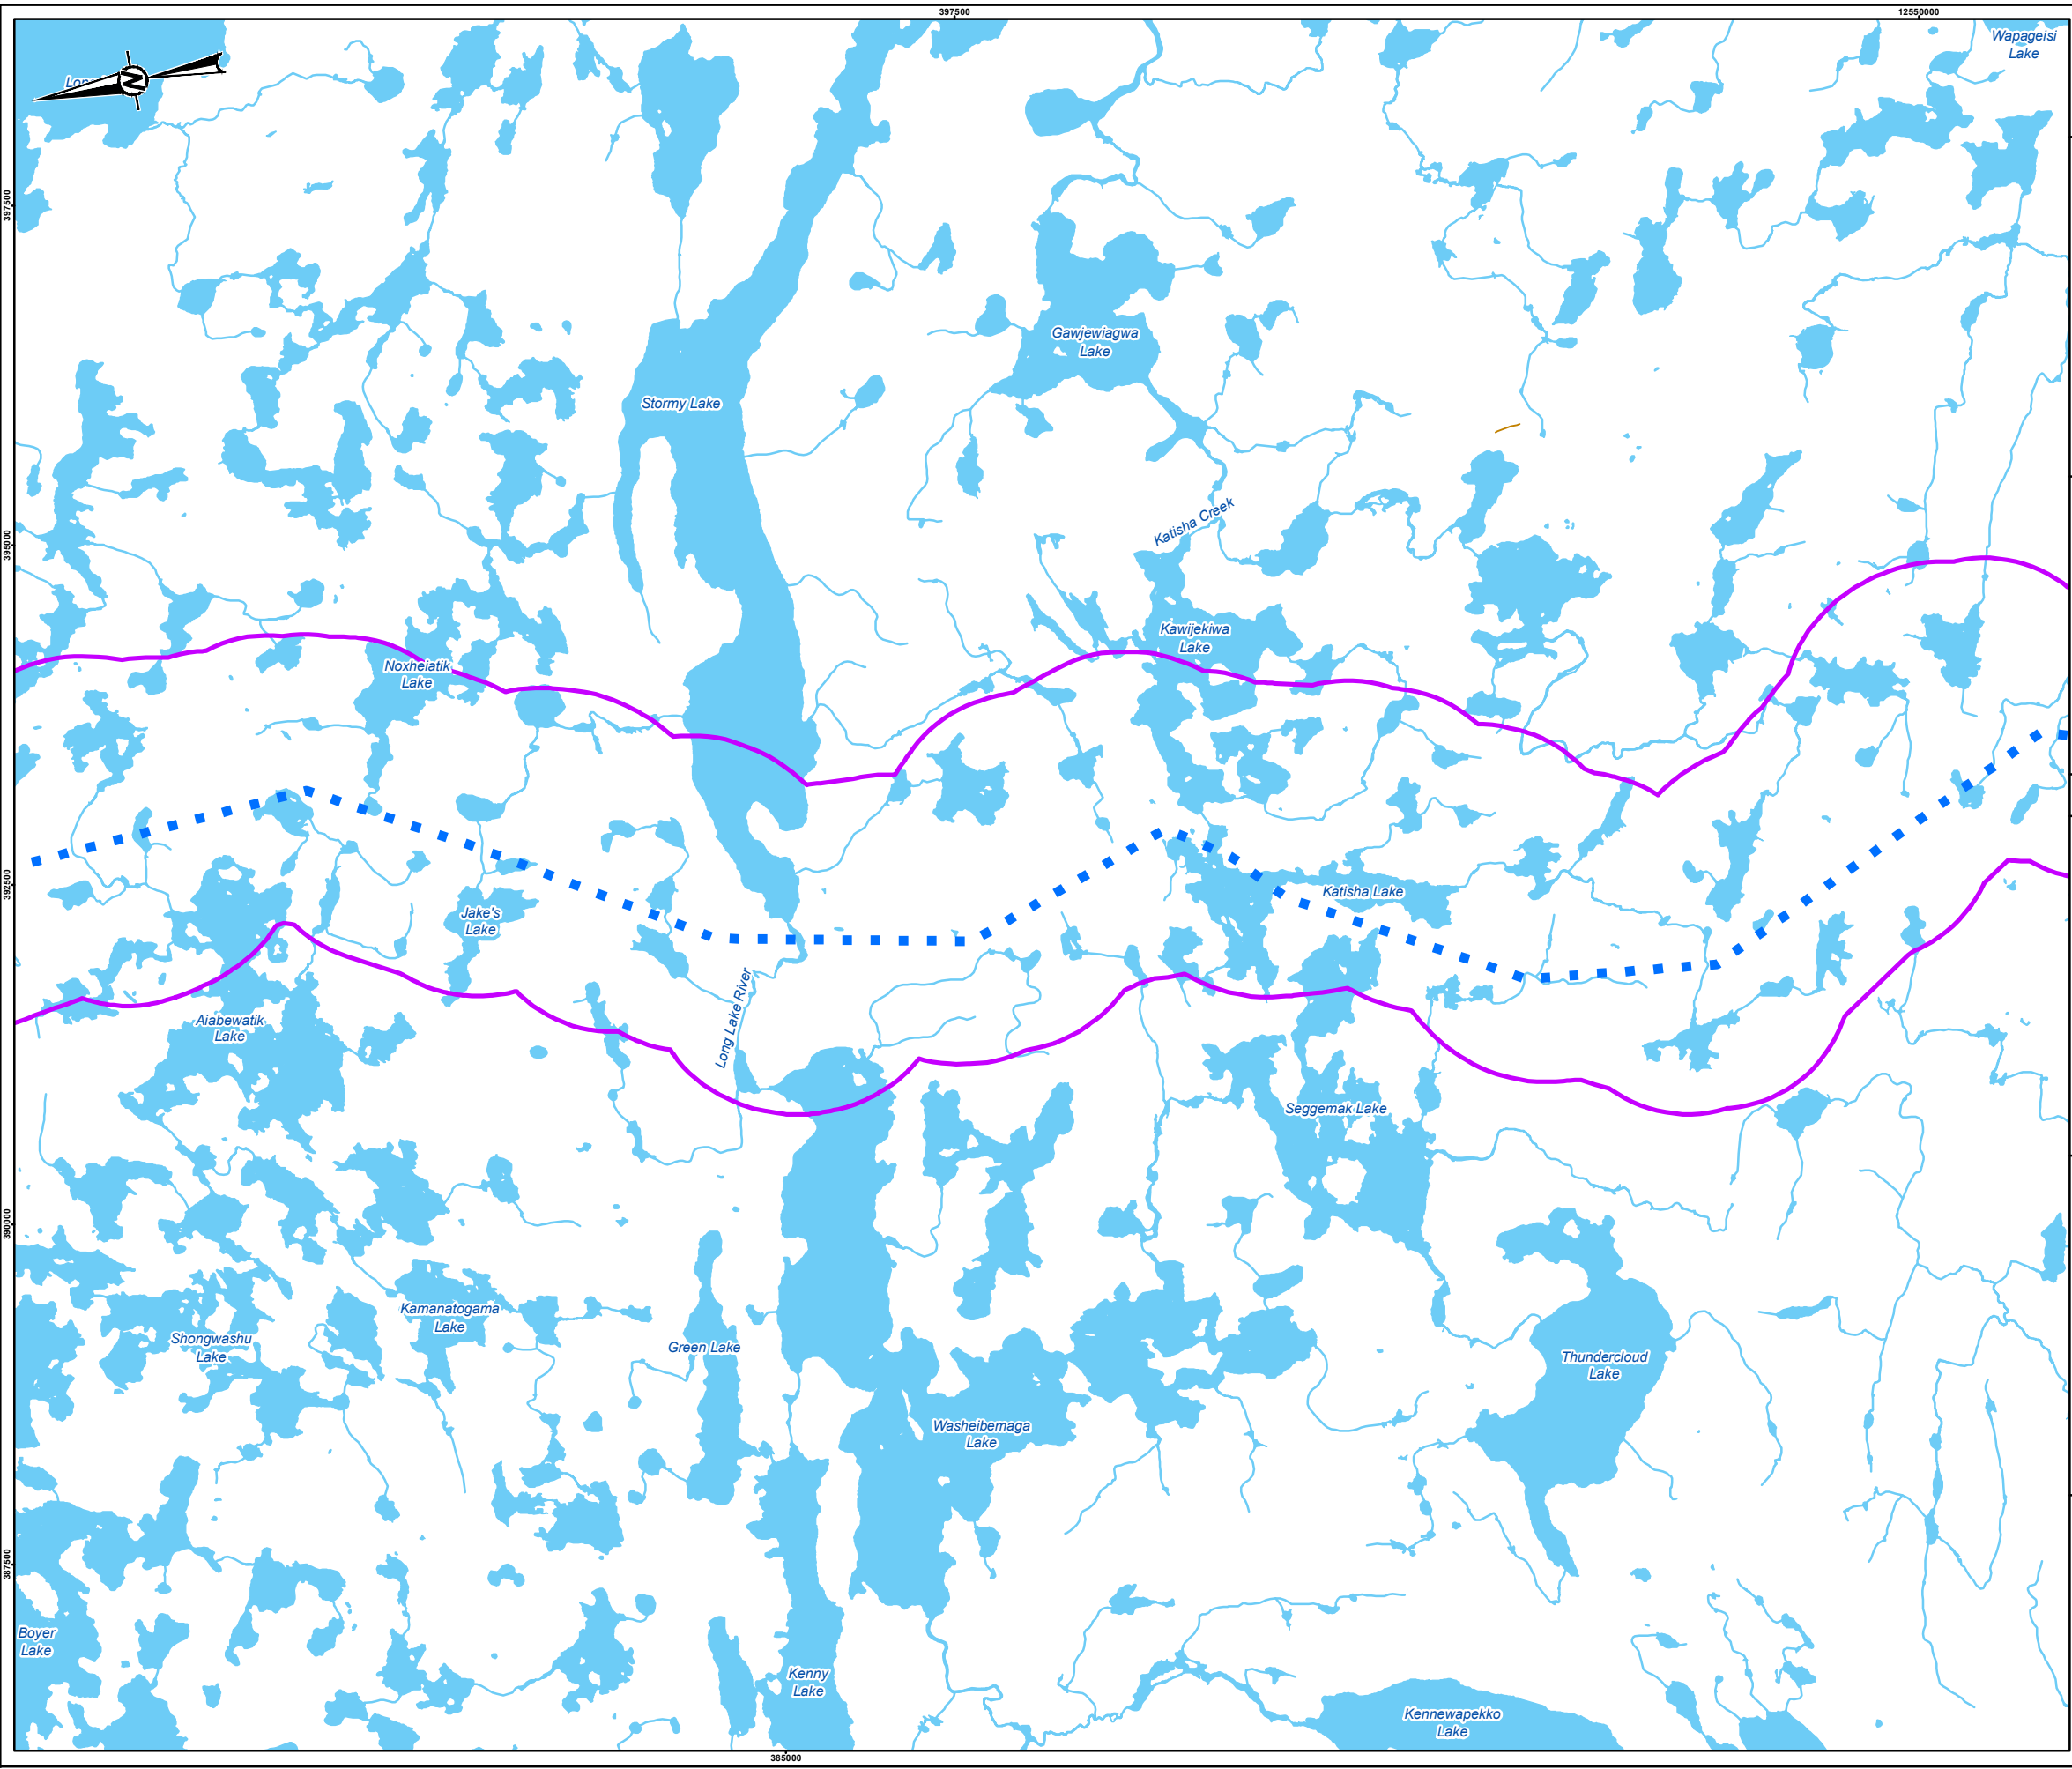 397500
12550000
Wapageisi
Lake
N
397500
Gawjewiagwa
Lake
Stormy Lake
Katisha Creek
395000
Kawijekiwa
Lake
Noxheiatik
Lake
392500
Katisha Lake
Jake's
Lake
Long Lake River
Aiabewatik
Lake
Seggemak Lake
390000
Kamanatogama
Lake
Shongwashu
Lake
Green Lake
Thundercloud
Lake
Washeibemaga
Lake
387500
Boyer
Lake
Kenny
Lake
Kennewapekko
Lake
385000